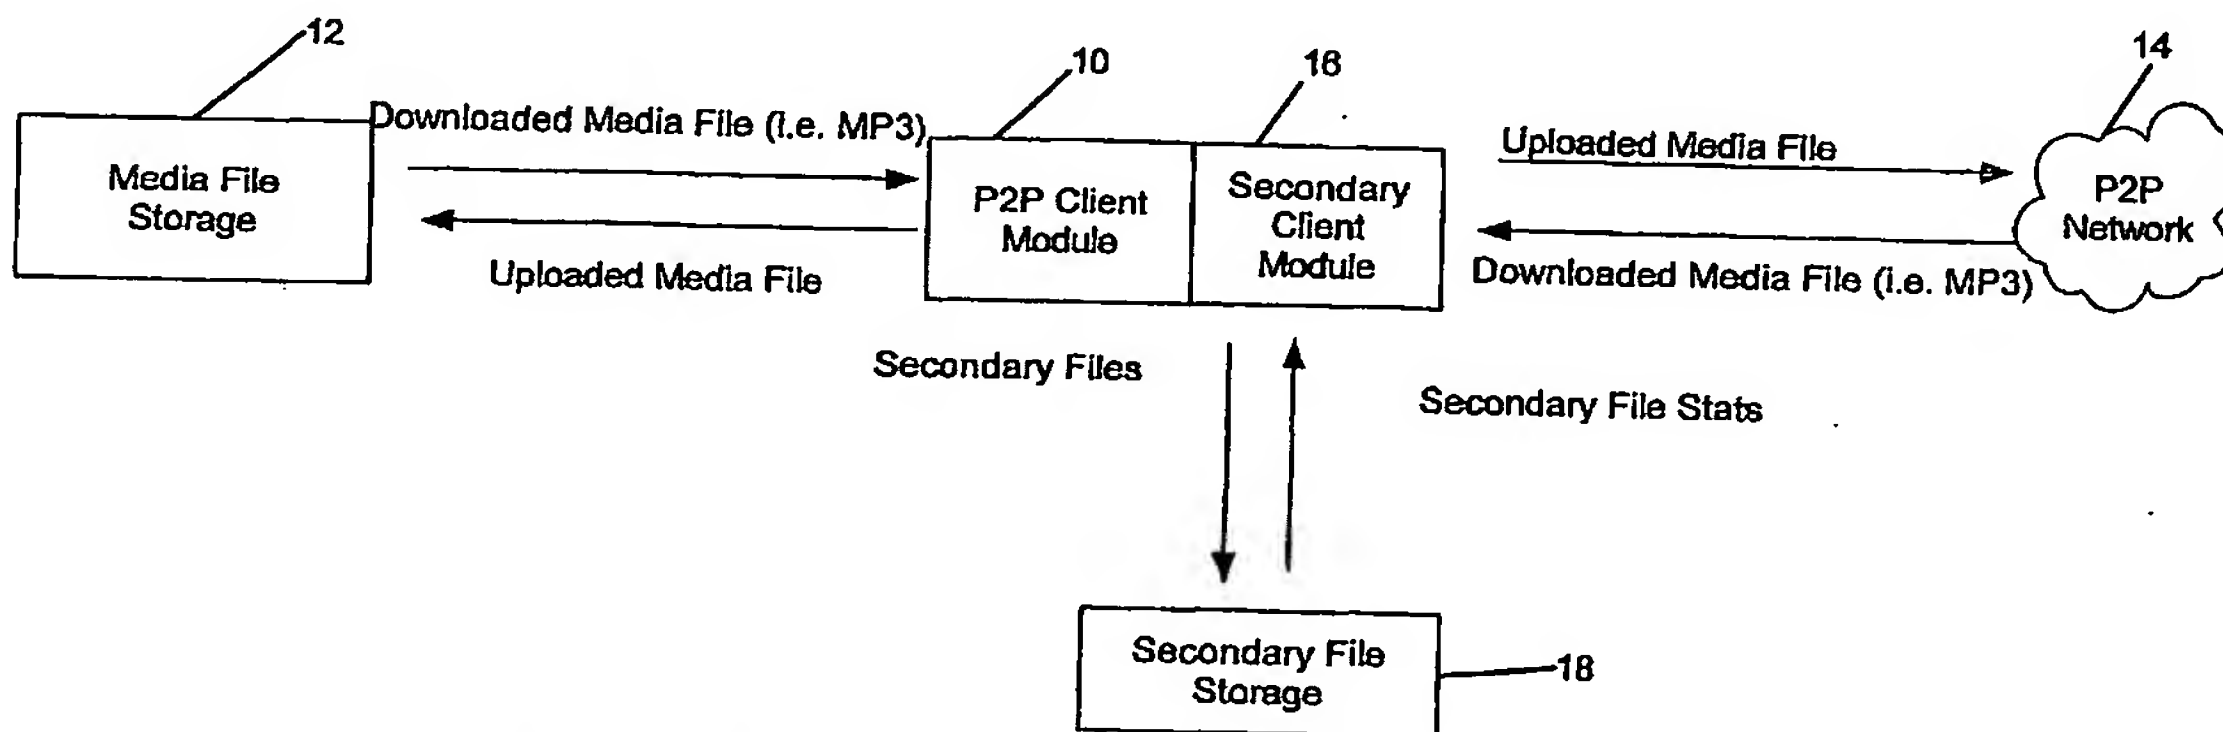 12
10
16
14
Downloaded Media File (i.e. MP3)
Uploaded Media File
Media File
Storage
P2P Client
Module
Secondary
Client
Module
P2P
Network
Uploaded Media File
Downloaded Media File (i.e. MP3)
Secondary Files
Secondary File Stats
Secondary File
Storage
18